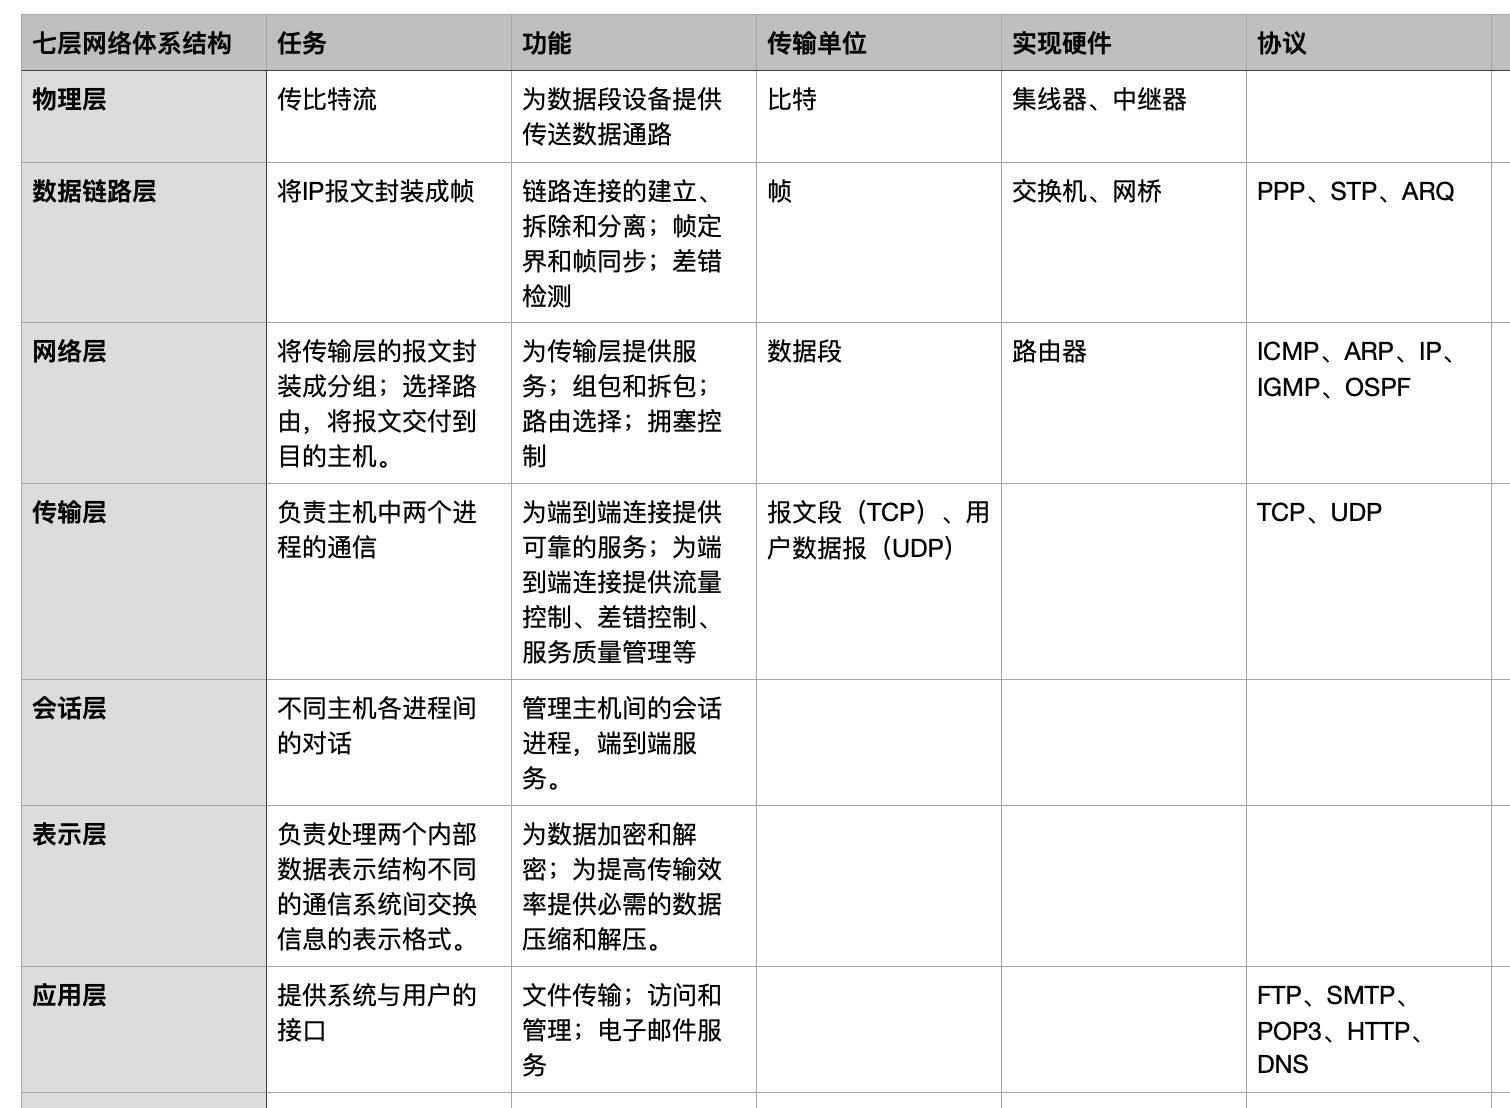 七层网络体系结构 任务 功能 传输单位 实现硬件 协议
物理层
传比特流
为数据段设备提供
传送数据通路
比特
集线器、中继器
数据链路层
将IP报文封装成帧
链路连接的建立、
拆除和分离；帧定
界和帧同步；差错
检测
帧
交换机、网桥
PPP、STP、ARQ
网络层
将传输层的报文封
装成分组；选择路
由，将报文交付到
目的主机。
为传输层提供服
务；组包和拆包；
路由选择；拥塞控
制
数据段
路由器
ICMP、ARP、IP、
IGMP、OSPF
传输层
负责主机中两个进
程的通信
为端到端连接提供
可靠的服务；为端
到端连接提供流量
控制、差错控制、
服务质量管理等
报文段（TCP）、用
户数据报（UDP）
TCP、UDP
会话层
不同主机各进程间
的对话
管理主机间的会话
进程，端到端服
务。
表示层
负责处理两个内部
数据表示结构不同
的通信系统间交换
信息的表示格式。
为数据加密和解
密；为提高传输效
率提供必需的数据
压缩和解压。
应用层
提供系统与用户的
接口
文件传输；访问和
管理；电子邮件服
务
FTP、SMTP、
POP3、HTTP、
DNS